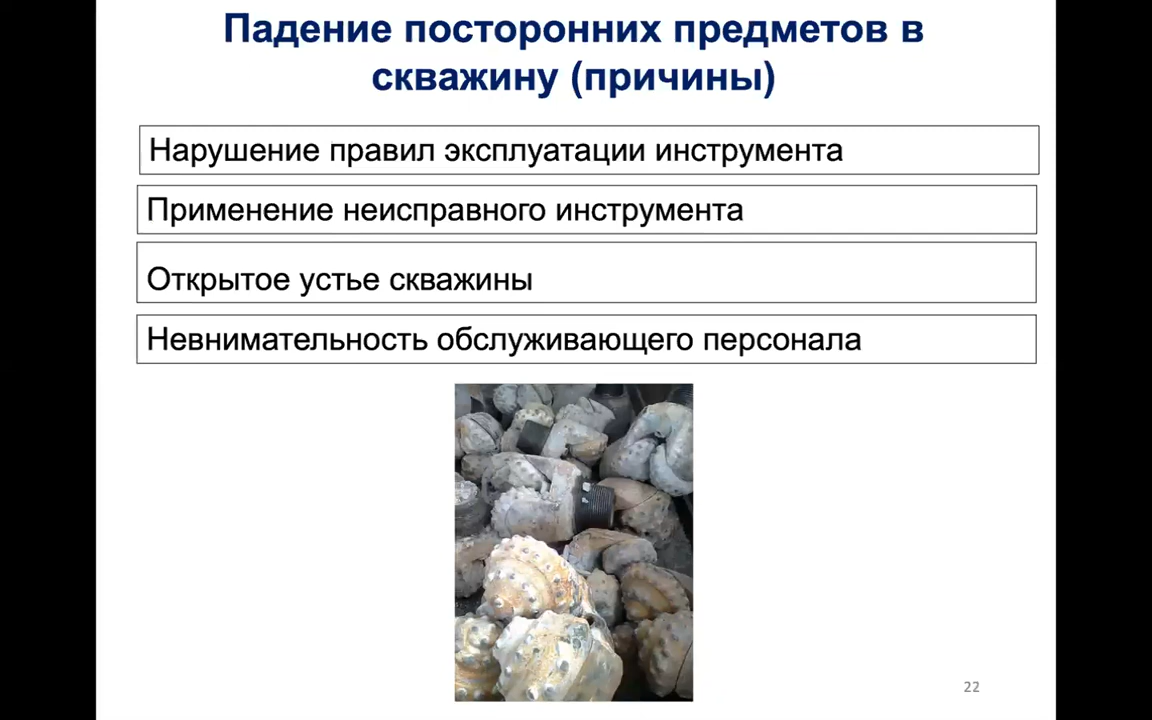 Падение посторонних предметов в
скважину (причины)
Нарушение правил эксплуатации инструмента
Применение неисправного инструмента
Открытое устье скважины
Невнимательность обслуживающего персонала
22